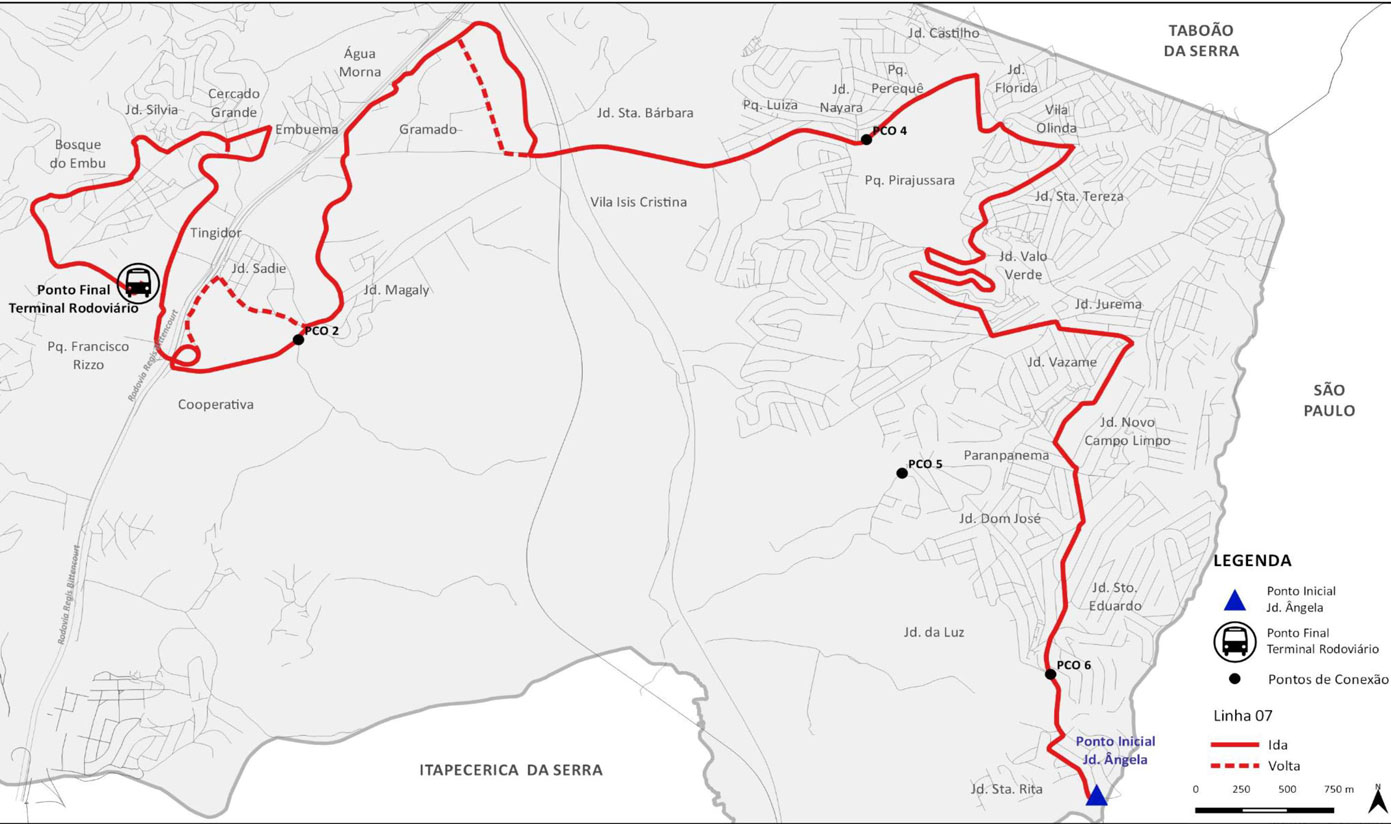 TABOÃO
DA SERRA
Jd. Castilho
Água
Morna
Pq.
Perequê
Jd.
Florida
Cercado
Grande
Jd. Sílvia
Jd.
Nayara
Pq. Luiza
Vila
Olinda
Jd. Sta. Bárbara
Embuema
Gramado
PCO 4
Bosque
do Embu
Pq. Pirajussara
Jd. Sta. Tereza
Vila Isis Cristina
Tingidor
Jd. Sadie
Jd. Valo
Verde
Ponto Final
Terminal Rodoviário
Jd. Magaly
Jd. Jurema
PCO 2
Rodovia Regis Bittencourt
Pq. Francisco
Rizzo
Jd. Vazame
SÃO
PAULO
Cooperativa
Jd. Novo
Campo Limpo
Paranpanema
PCO 5
Jd. Dom José
Rodovia Regis Bittencourt
Jd. Sto.
Eduardo
Jd. da Luz
PCO 6
Ponto Inicial
Jd. Ângela
ITAPECERICA DA SERRA
Jd. Sta. Rita
LEGENDA
Ponto Inicial
Jd. Ângela
Ponto Final
Terminal Rodoviário
Pontos de Conexão
Linha 07
Ida
Volta
0 250 500 750 m
N